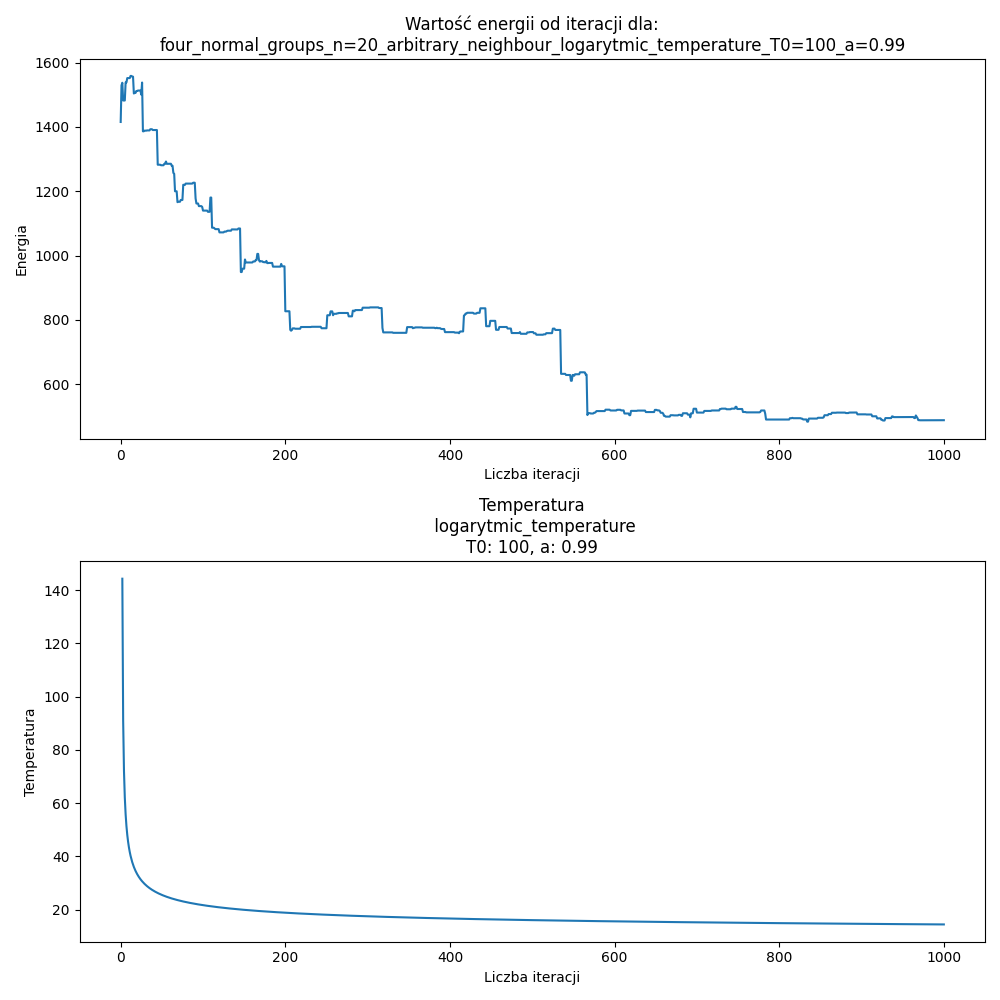 Wartość energii od iteracji dla:
four_normal_groups_n=20_arbitrary_neighbour_logarytmic_temperature_T0=100_a=0.99
1600
1400
1200
1000
800
600
Energia
0 200 400 600 800 1000
Liczba iteracji
Temperatura
logarytmic_temperature
T0: 100, a: 0.99
140
120
100
80
60
40
20
Temperatura
0 200 400 600 800 1000
Liczba iteracji